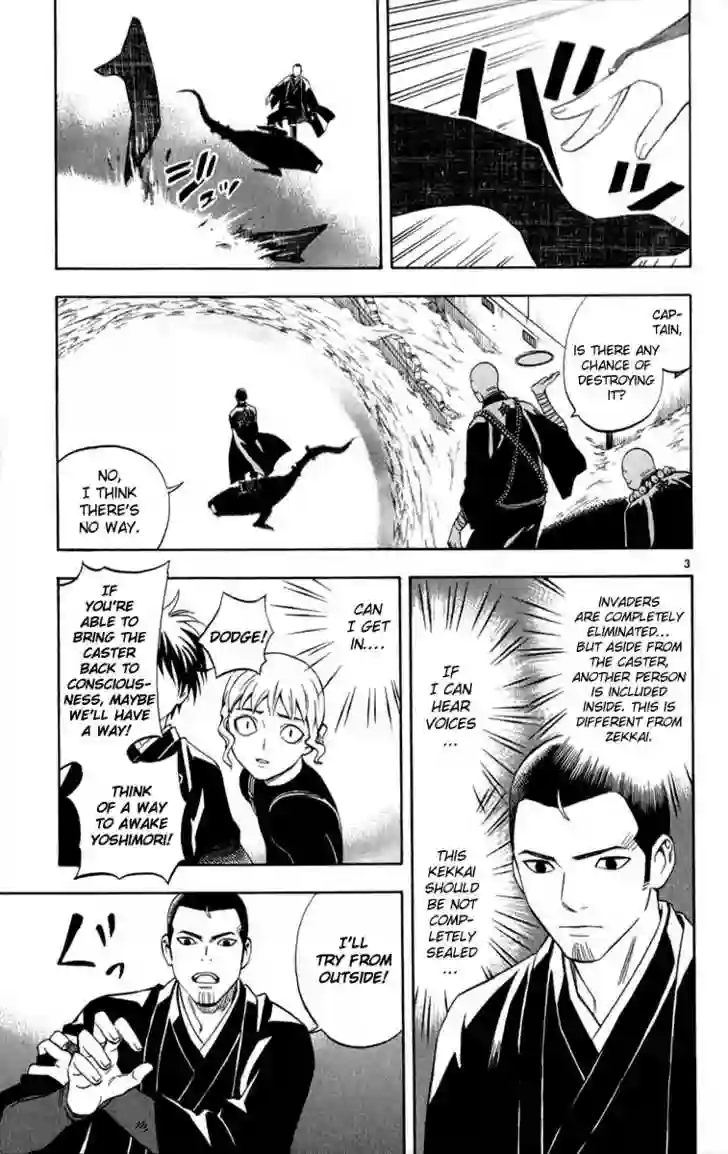 CAP-
TAIN,
IS THERE ANY
CHANCE OF
DESTROYING
IT?
NO,
I THINK
THERE'S
NO WAY.
3
INVADERS
ARE COMPLETELY
ELIMINATED...
BUT ASIDE FROM
THE CASTER,
ANOTHER PERSON
IS INCLUDED
INSIDE. THIS IS
DIFFERENT FROM
ZEKKAI.
IF
I CAN
HEAR
VOICES
...
THIS
KEKKAI
SHOULD
BE NOT
COMP-
LETELY
SEALED
...
CAN
I GET
IN....
DODGE!
IF
YOU'RE
ABLE TO
BRING THE
CASTER
BACK TO
CONSCIOUS-
NESS, MAYBE
WE'LL HAVE
A WAY!
THINK
OF A WAY
TO AWAKE
YOSHIMORI!
I'LL
TRY FROM
OUTSIDE!